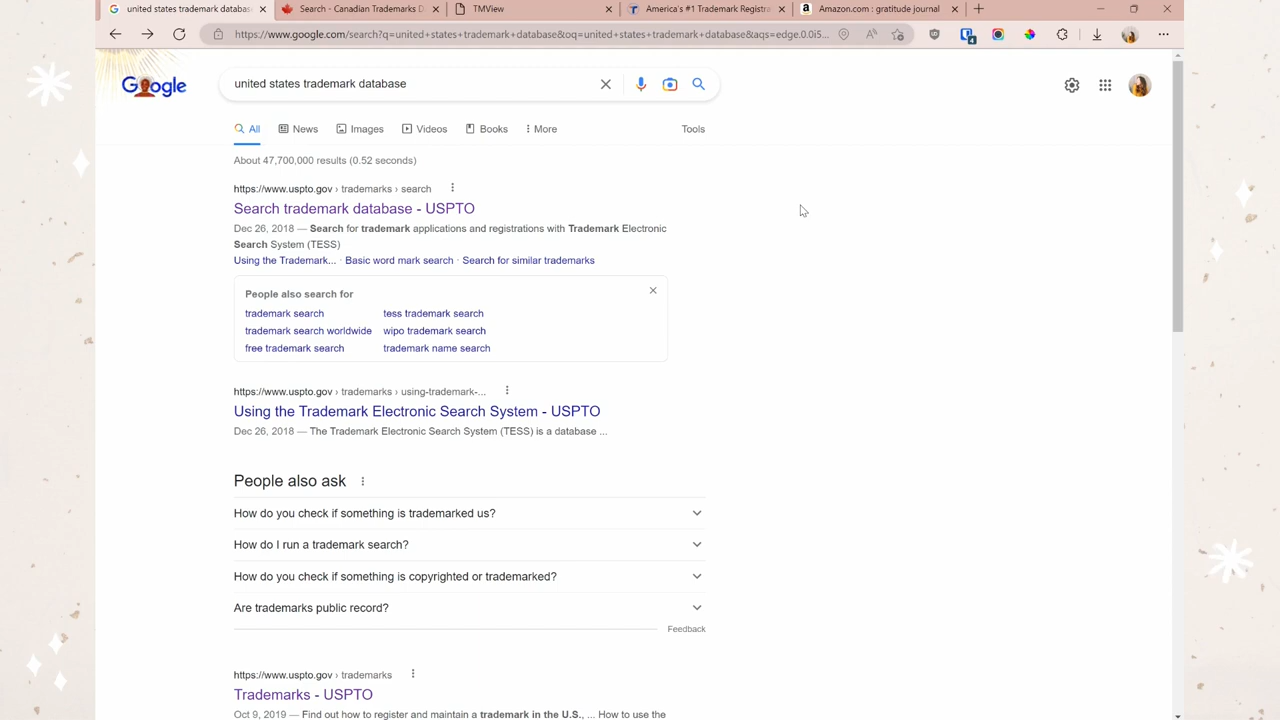 united states trademark databas
Search - Canadian Trademarks D
TMView
America's #1 Trademark Registra
Amazon.com : gratitude journal
https://www.google.com/search?q=united+states+trademark+database&oq=united+states+trademark+database&aqs=edge.0.0i5...
4
Google
united states trademark database
All
News
Images
Videos
Books
More
Tools
About 47,700,000 results (0.52 seconds)
https://www.uspto.gov › trademarks › search
Search trademark database - USPTO
Dec 26, 2018 — Search for trademark applications and registrations with Trademark Electronic
Search System (TESS)
Using the Trademark... · Basic word mark search · Search for similar trademarks
People also search for
trademark search tess trademark search
trademark search worldwide wipo trademark search
free trademark search trademark name search
https://www.uspto.gov › trademarks › using-trademark-...
Using the Trademark Electronic Search System - USPTO
Dec 26, 2018 — The Trademark Electronic Search System (TESS) is a database ...
People also ask
How do you check if something is trademarked us?
How do I run a trademark search?
How do you check if something is copyrighted or trademarked?
Are trademarks public record?
Feedback
https://www.uspto.gov › trademarks
Trademarks - USPTO
Oct 9, 2019 — Find out how to register and maintain a trademark in the U.S., ... How to use the